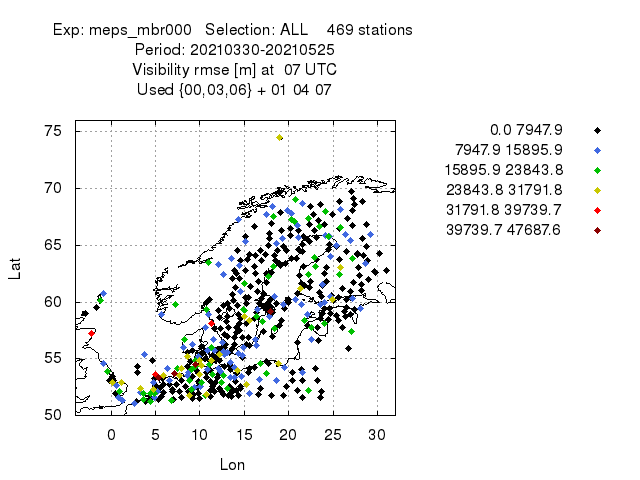 Exp: meps_mbr000 Selection: ALL 469 stations
Period: 20210330-20210525
Visibility rmse [m] at 07 UTC
Used {00,03,06} + 01 04 07
0.0 7947.9
7947.9 15895.9
15895.9 23843.8
23843.8 31791.8
31791.8 39739.7
39739.7 47687.6
75
70
65
60
55
50
Lat
0 5 10 15 20 25 30
Lon